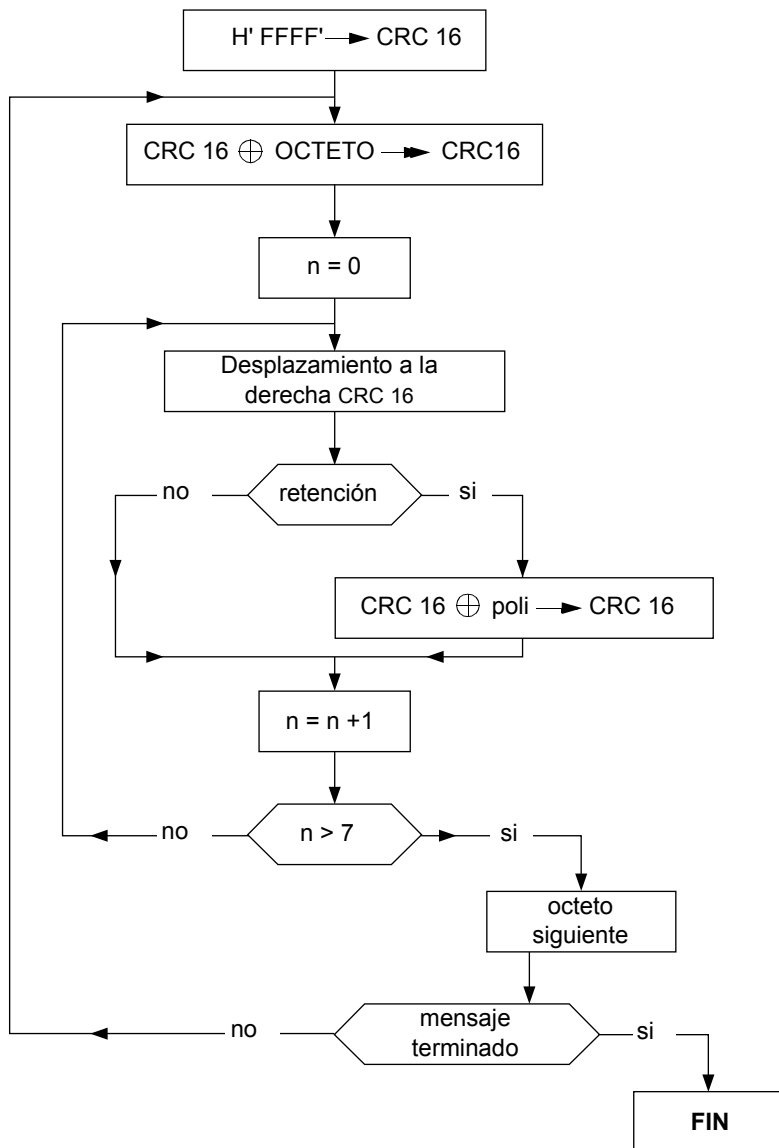 H' FFFF' → CRC 16
CRC 16 ⊕ OCTETO → CRC16
n = 0
Desplazamiento a la
derecha CRC 16
no
retención
si
CRC 16 ⊕ poli → CRC 16
n = n +1
no
n > 7
si
octeto
siguiente
no
mensaje
terminado
si
FIN